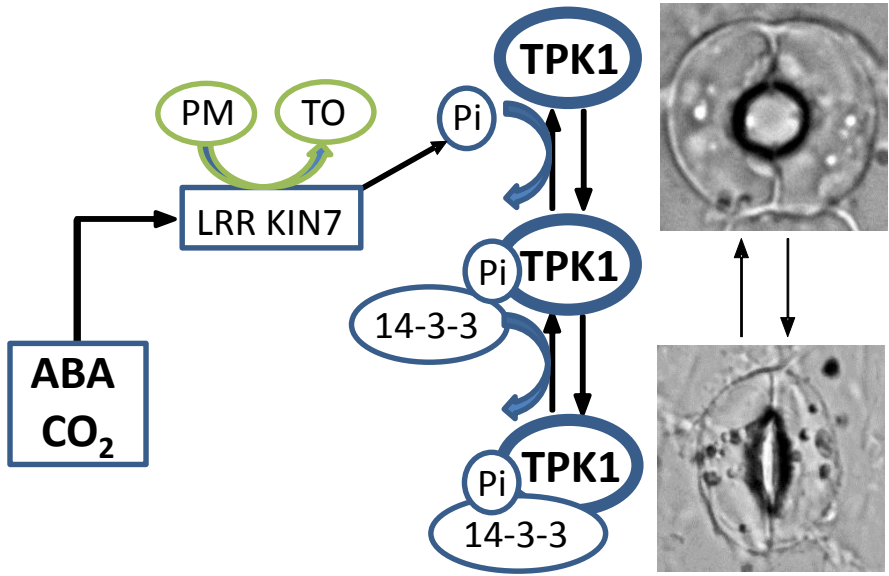 TPK1
PM
TO
Pi
LRR KIN7
Pi
TPK1
14-3-3
ABA
CO₂
Pi
TPK1
14-3-3